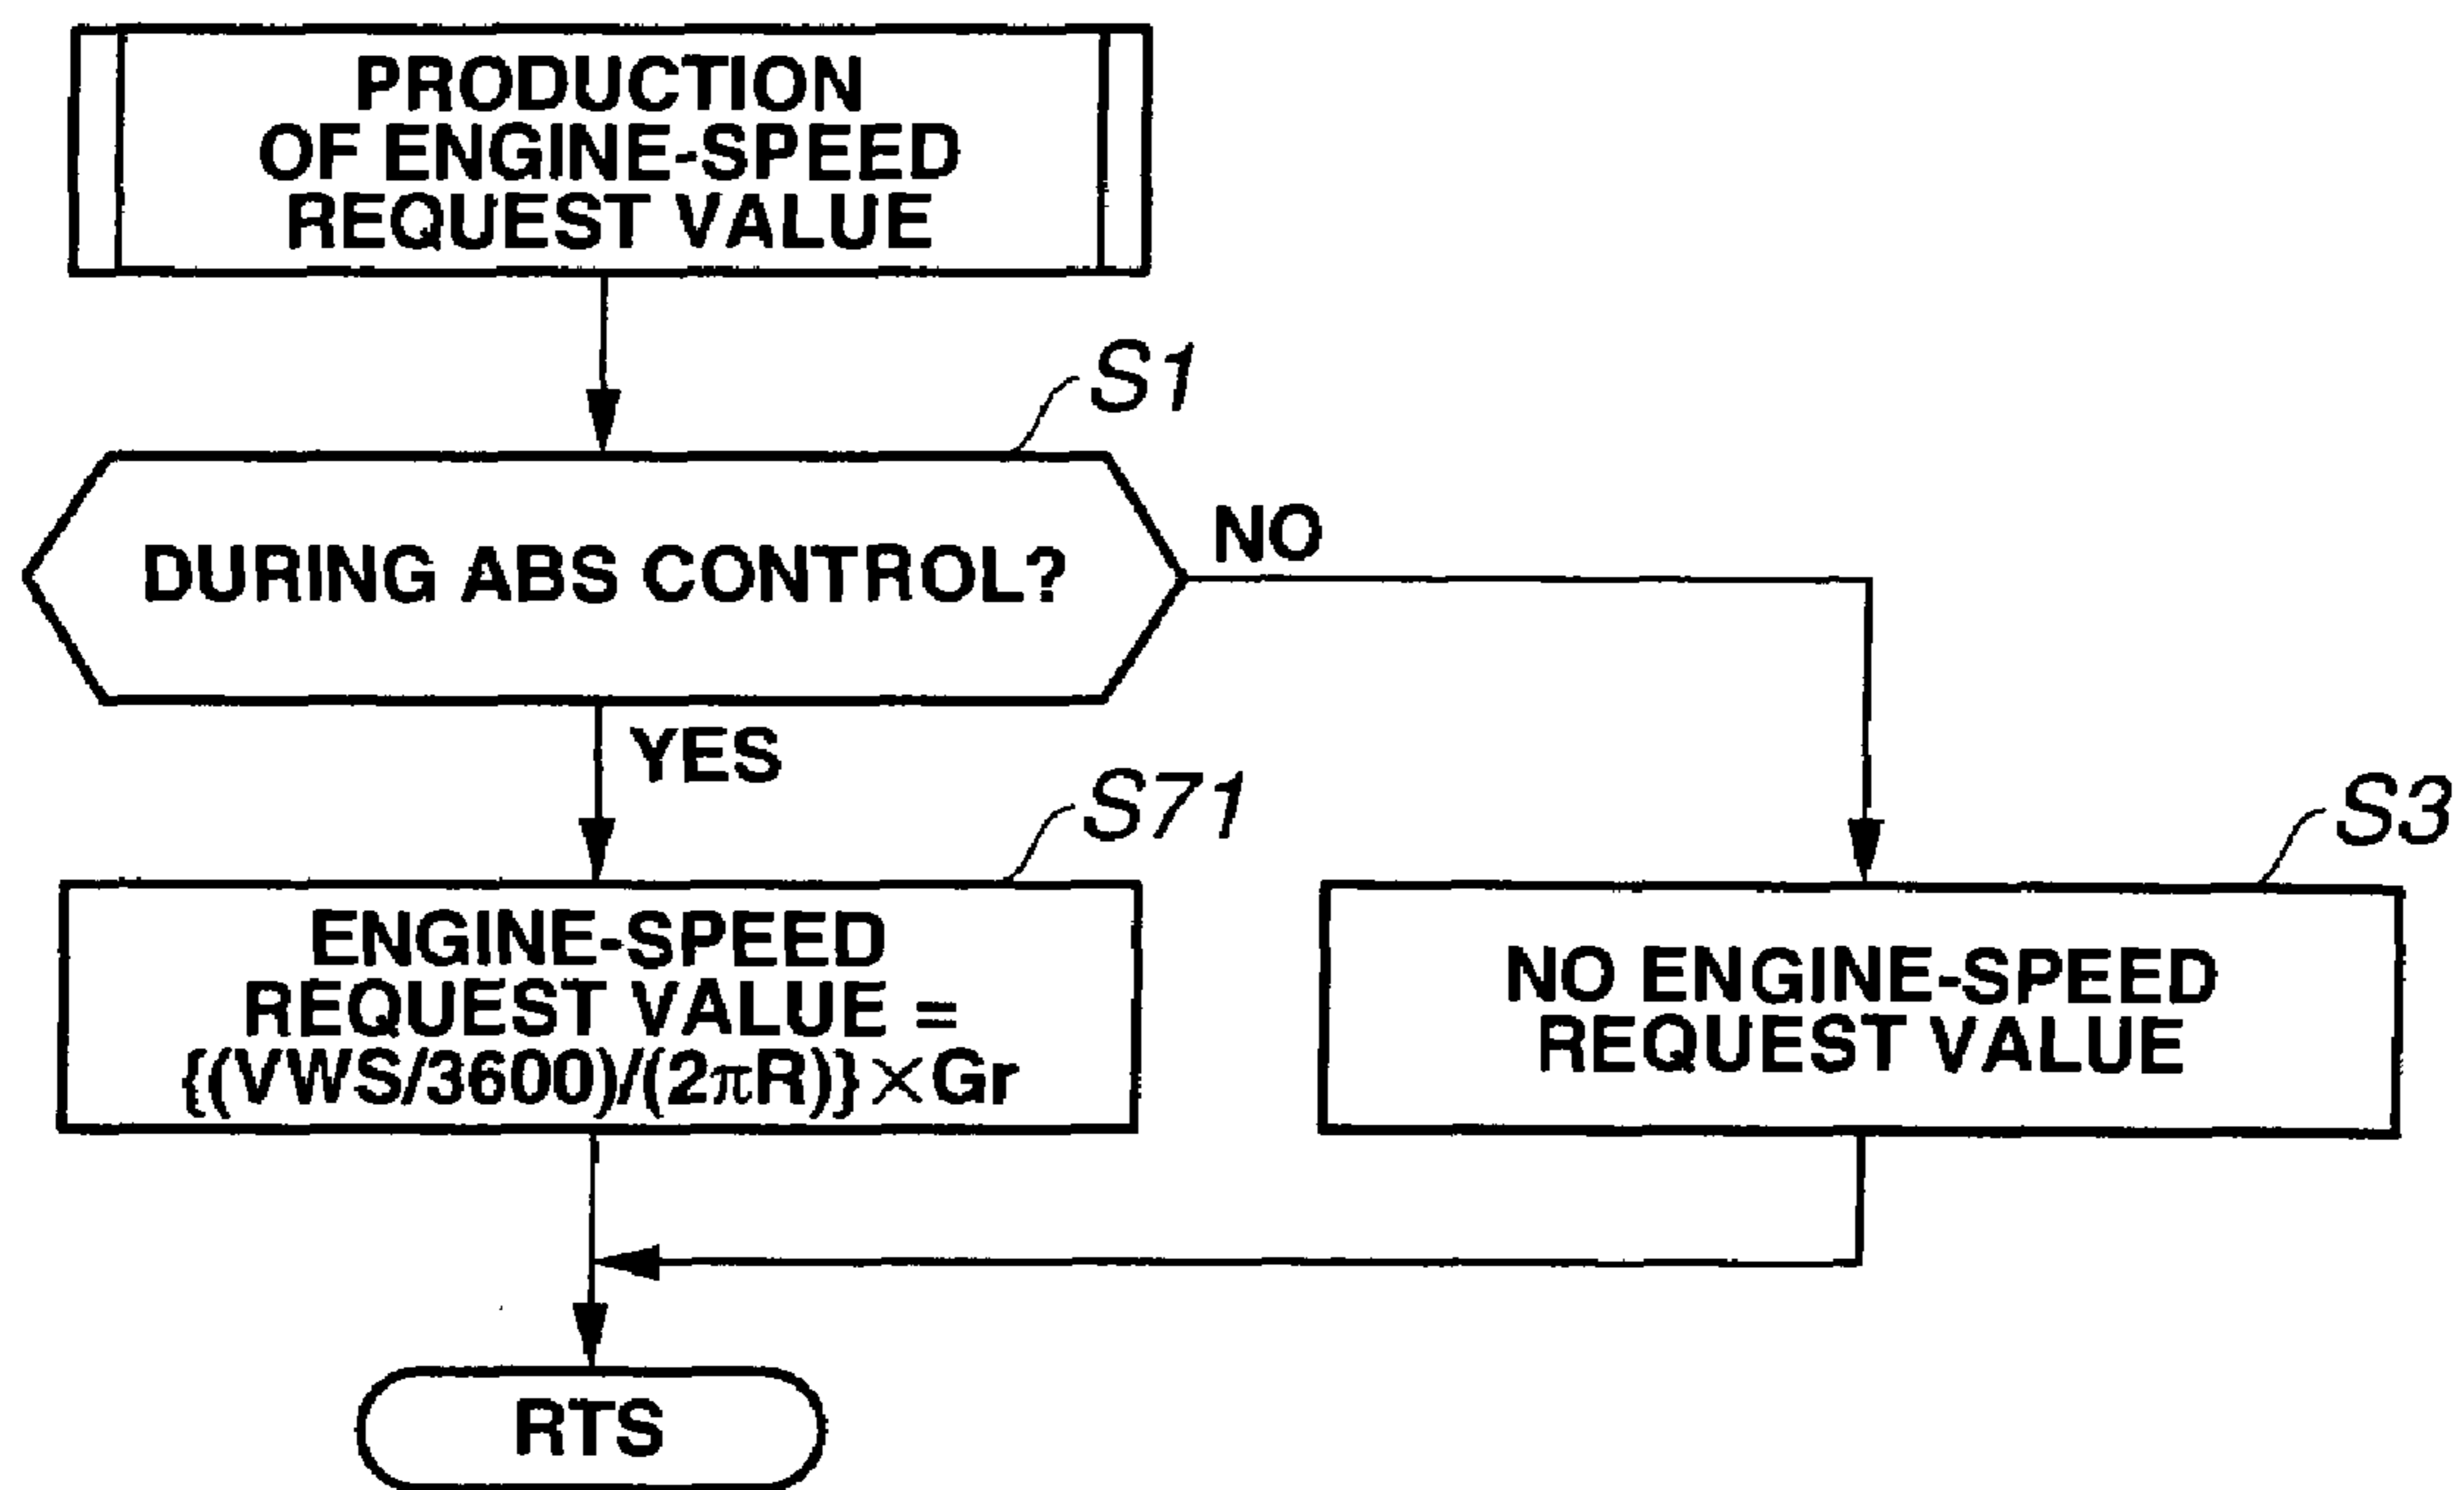 PRODUCTION
OF ENGINE-SPEED
REQUEST VALUE
S1
DURING ABS CONTROL?
NO
YES
S71
S3
ENGINE-SPEED
REQUEST VALUE =
{(VWS/3600)/(2πR)}×Gr
NO ENGINE-SPEED
REQUEST VALUE
RTS